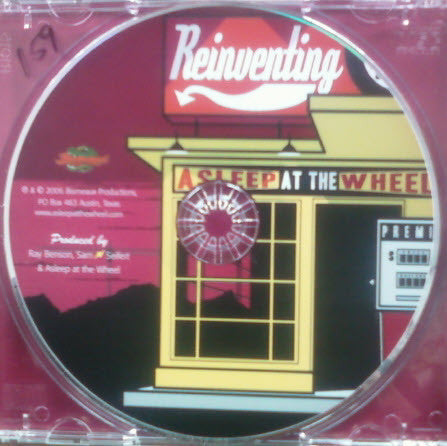 159
Reinventing
ASLEEP AT THE WHEEL
PREMI
$
℗ & © 2005 Bismeaux Productions,
PO Box 463 Austin, Texas
www.asleepatthewheel.com
Produced by
Ray Benson, Sam Seifert
& Asleep at the Wheel